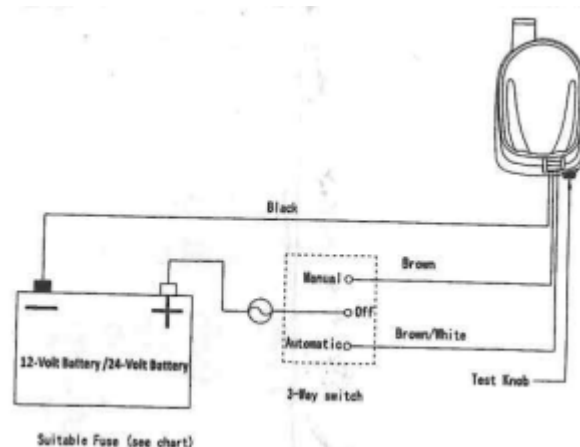 Black
Manual
Brown
Off
Automatic
Brown/White
12-Volt Battery/24-Volt Battery
Test Knob
3-Way switch
Suitable Fuse (see chart)